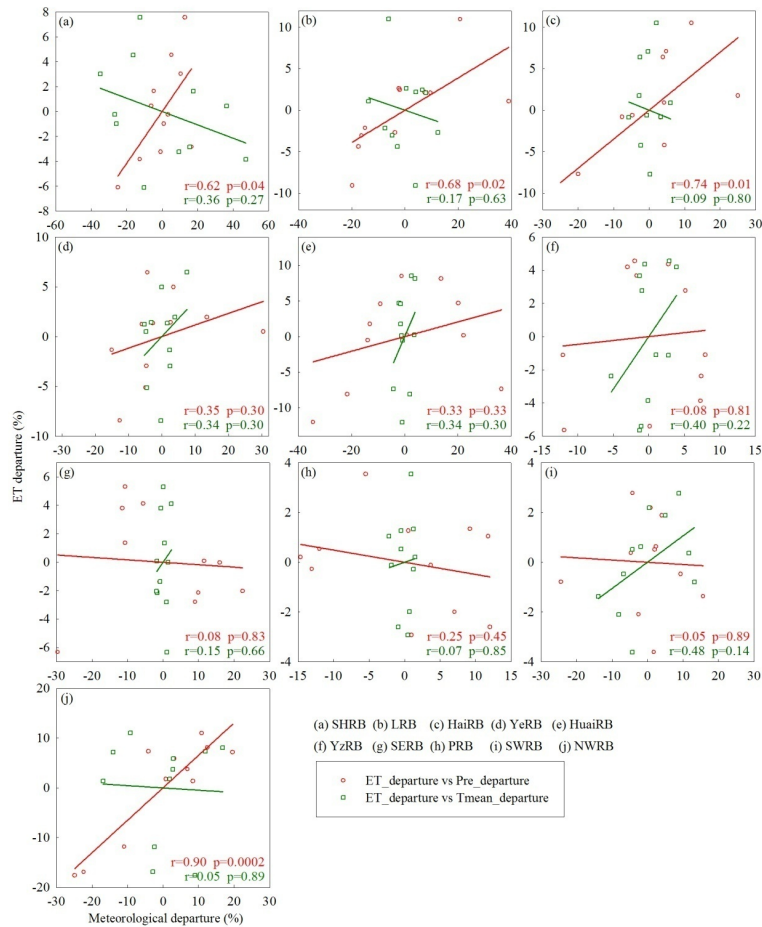 (a)
8
6
4
2
0
-2
-4
-6
-8
-60 -40 -20 0 20 40 60
r=0.62 p=0.04
r=0.36 p=0.27
(b)
10
5
0
-5
-10
-40 -20 0 20 40
r=0.68 p=0.02
r=0.17 p=0.63
(c)
10
5
0
-5
-10
-30 -20 -10 0 10 20 30
r=0.74 p=0.01
r=0.09 p=0.80
(d)
10
5
0
-5
-10
-30 -20 -10 0 10 20 30
r=0.35 p=0.30
r=0.34 p=0.30
(e)
10
5
0
-5
-10
-40 -20 0 20 40
r=0.33 p=0.33
r=0.34 p=0.30
(f)
6
4
2
0
-2
-4
-6
-15 -10 -5 0 5 10 15
r=0.08 p=0.81
r=0.40 p=0.22
ET departure (%)
(g)
6
4
2
0
-2
-4
-6
-30 -20 -10 0 10 20 30
r=0.08 p=0.83
r=0.15 p=0.66
(h)
4
2
0
-2
-4
-15 -10 -5 0 5 10 15
r=0.25 p=0.45
r=0.07 p=0.85
(i)
4
2
0
-2
-4
-30 -20 -10 0 10 20 30
r=0.05 p=0.89
r=0.48 p=0.14
(j)
20
10
0
-10
-20
-30 -20 -10 0 10 20 30
r=0.90 p=0.0002
r=0.05 p=0.89
Meteorological departure (%)
(a) SHRB (b) LRB (c) HaiRB (d) YeRB (e) HuaiRB
(f) YzRB (g) SERB (h) PRB (i) SWRB (j) NWRB
ET_departure vs Pre_departure
ET_departure vs Tmean_departure